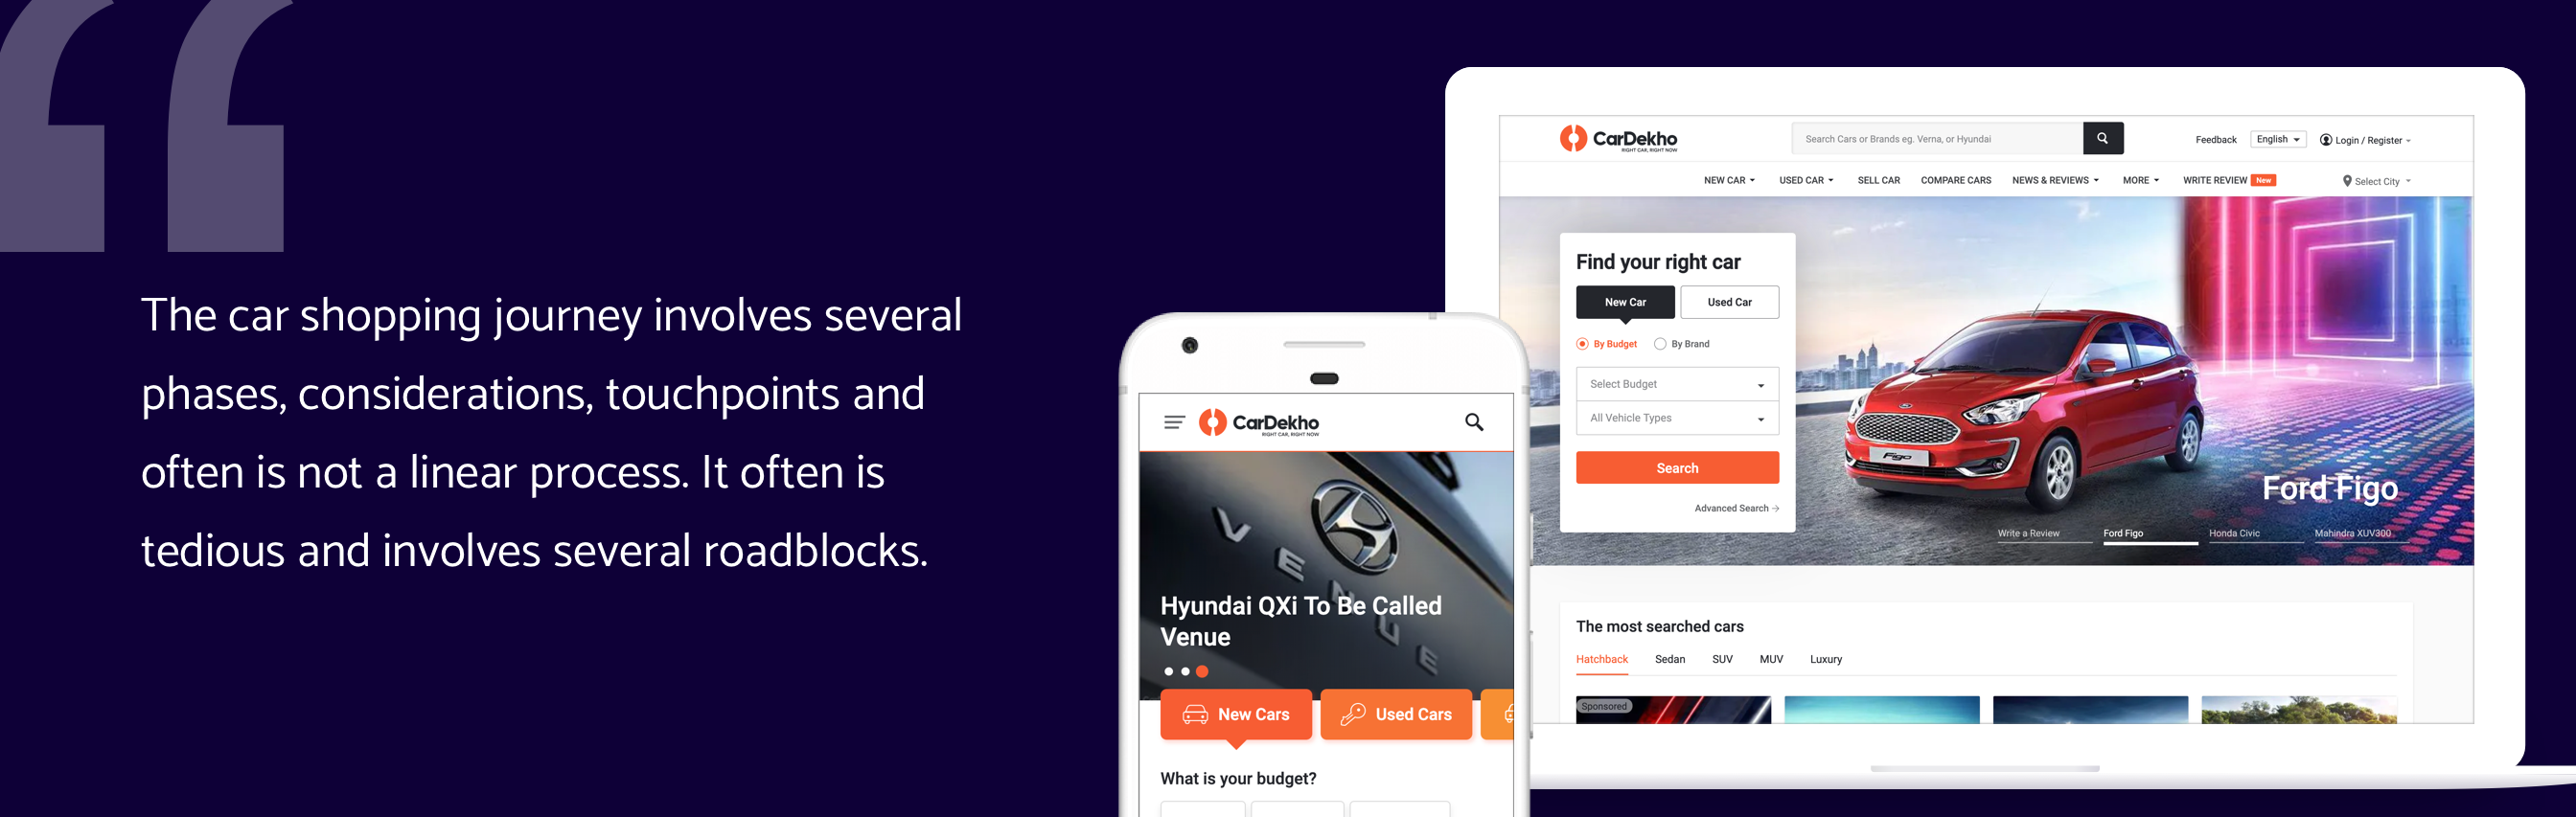 The car shopping journey involves several
phases, considerations, touchpoints and
often is not a linear process. It often is
tedious and involves several roadblocks.
CarDekho
RIGHT CAR, RIGHT NOW
Hyundai QXi To Be Called
Venue
VENUE
New Cars
Used Cars
What is your budget?
CarDekho
RIGHT CAR, RIGHT NOW
Search Cars or Brands eg. Verna, or Hyundai
Feedback
English
Login / Register
NEW CAR
USED CAR
SELL CAR
COMPARE CARS
NEWS & REVIEWS
MORE
WRITE REVIEW New
Select City
Find your right car
New Car
Used Car
By Budget
By Brand
Select Budget
All Vehicle Types
Search
Advanced Search
Figo
Ford Figo
Write a Review
Ford Figo
Honda Civic
Mahindra XUV300
The most searched cars
Hatchback
Sedan
SUV
MUV
Luxury
Sponsored